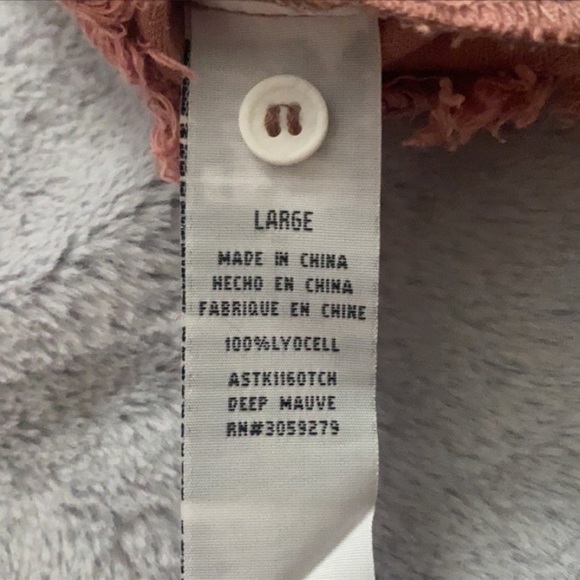 LARGE
MADE IN CHINA
HECHO EN CHINA
FABRIQUE EN CHINE
100%LYOCELL
ASTK1160TCH
DEEP MAUVE
RN#3059279